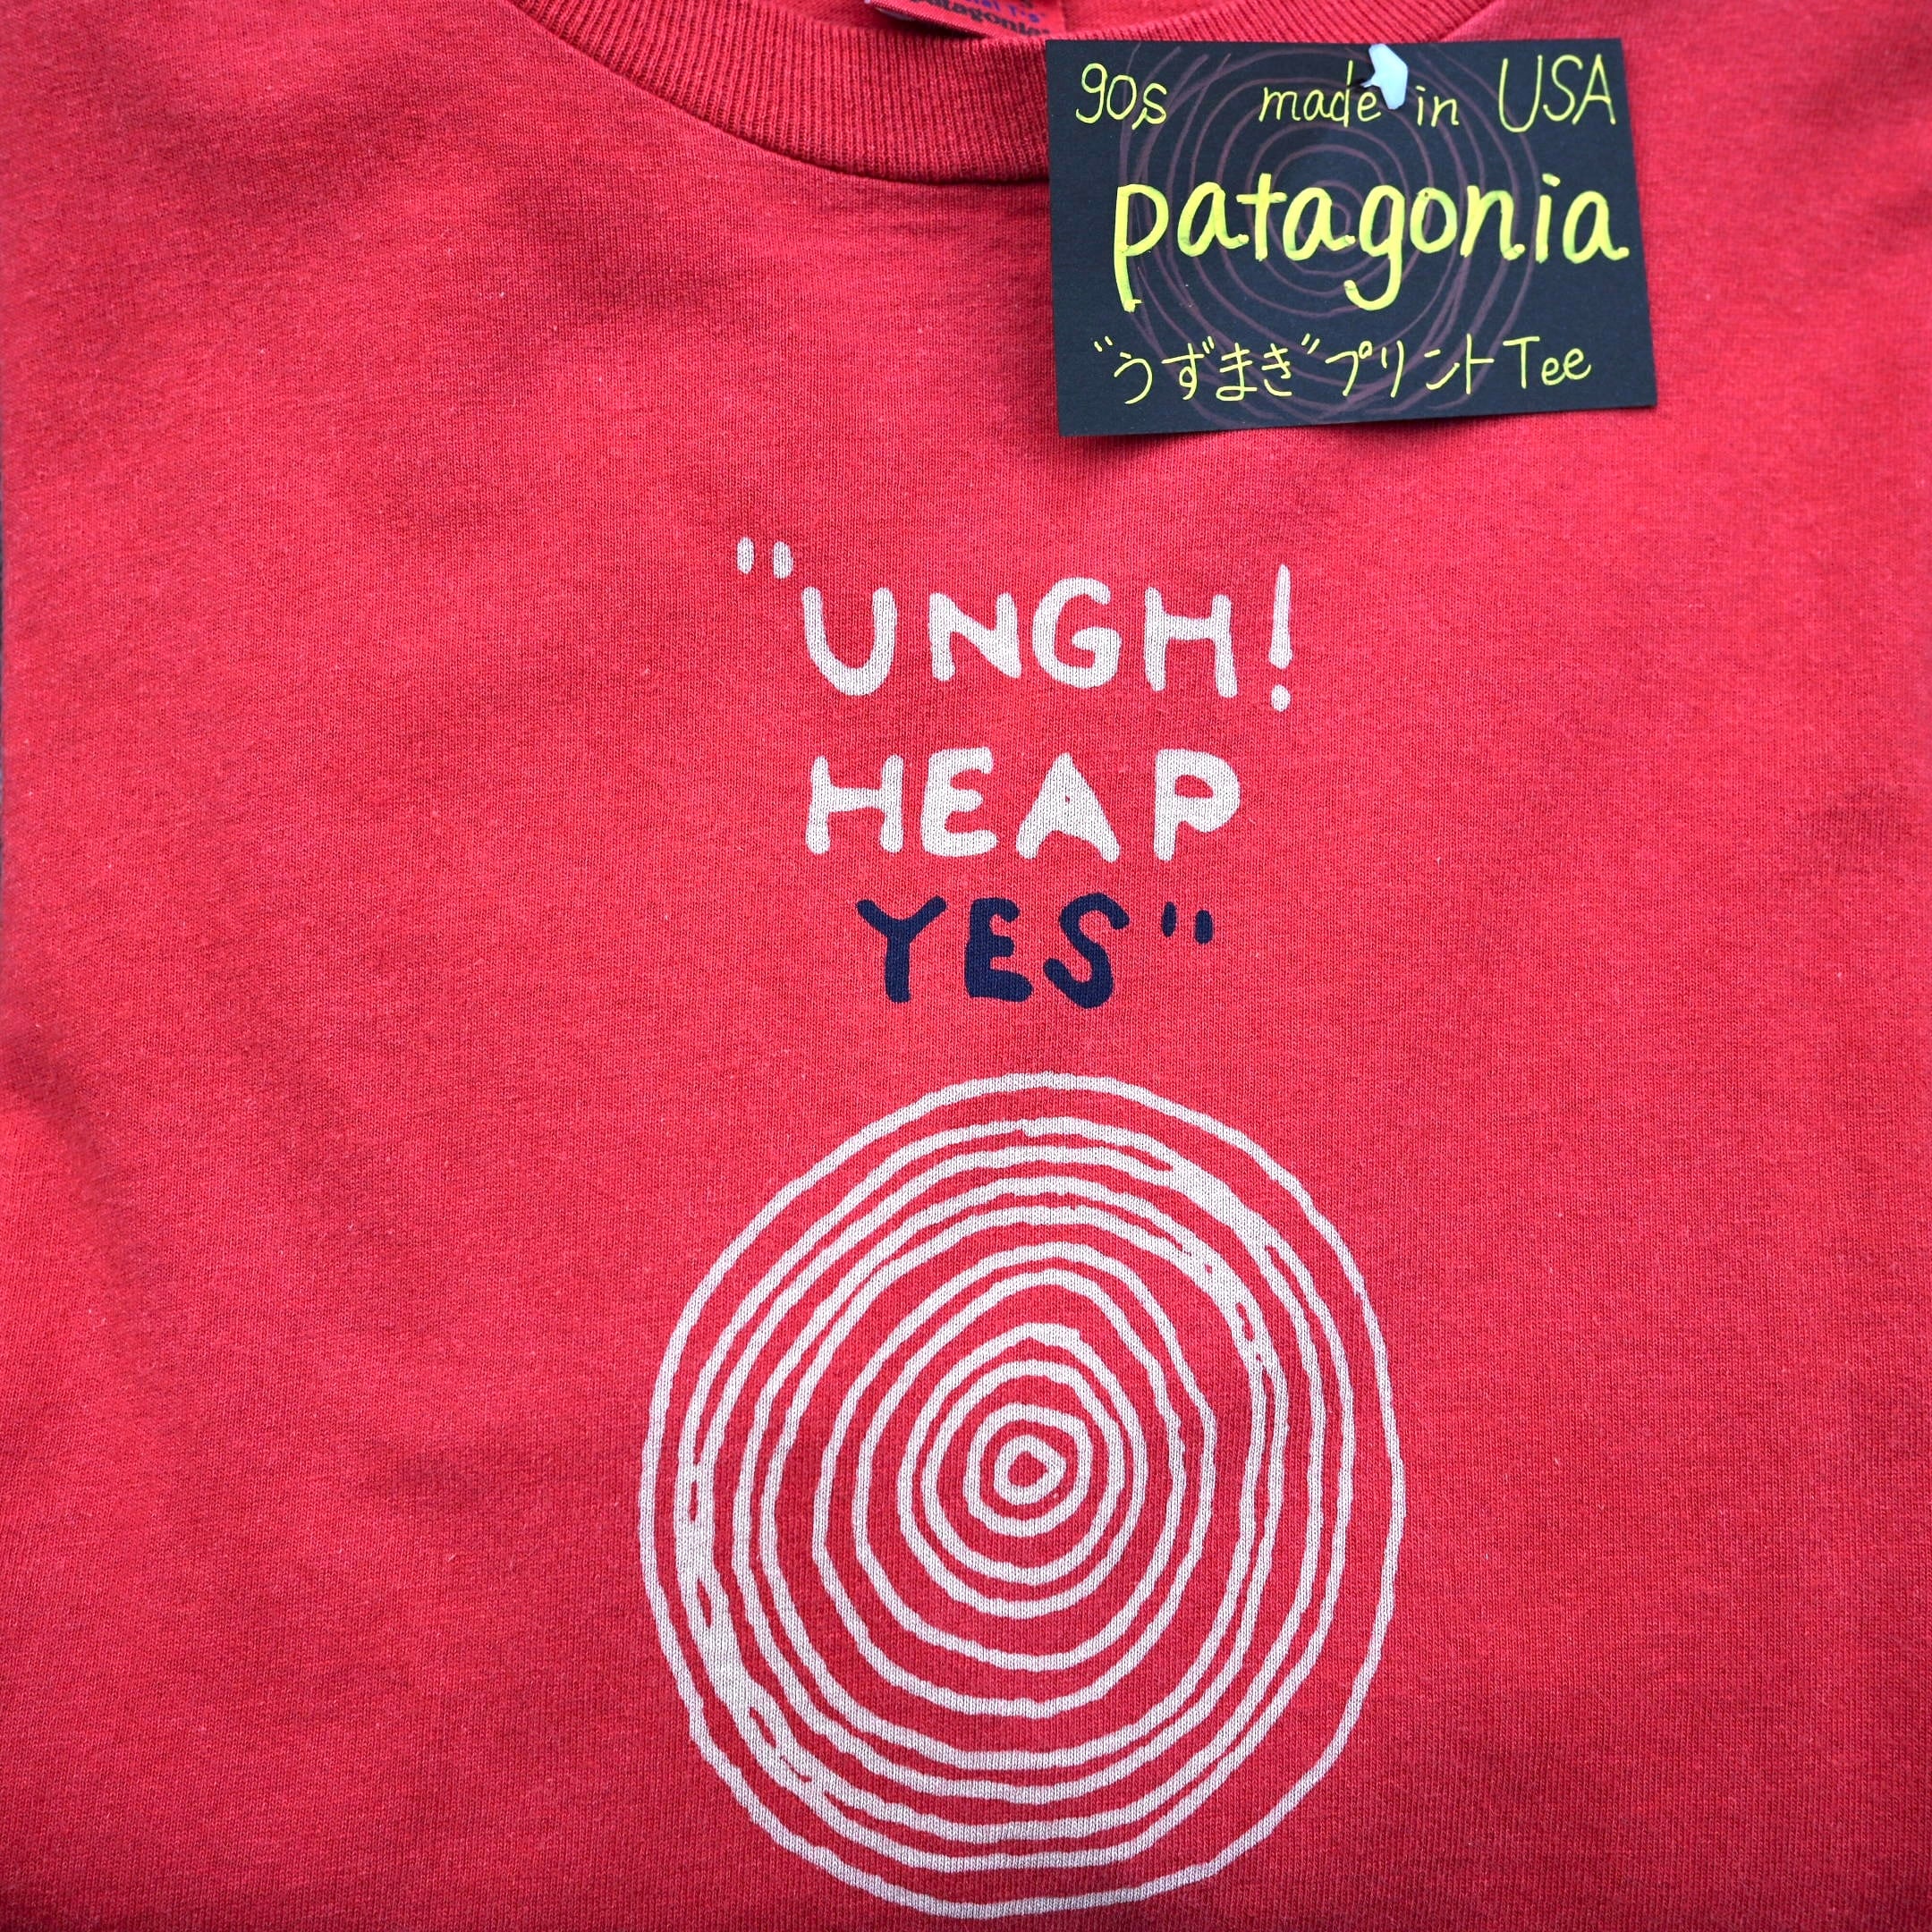 patagonia
90s made in USA
patagonia
"うずまき"プリントTee
"UNGH!
HEAP
YES"